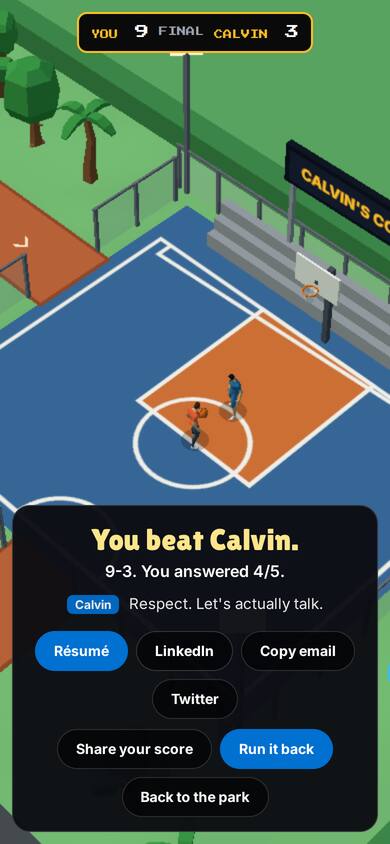 YOU 9 FINAL CALVIN 3
CALVIN'S
You beat Calvin.
9-3. You answered 4/5.
Calvin Respect. Let's actually talk.
Résumé LinkedIn Copy email
Twitter
Share your score Run it back
Back to the park